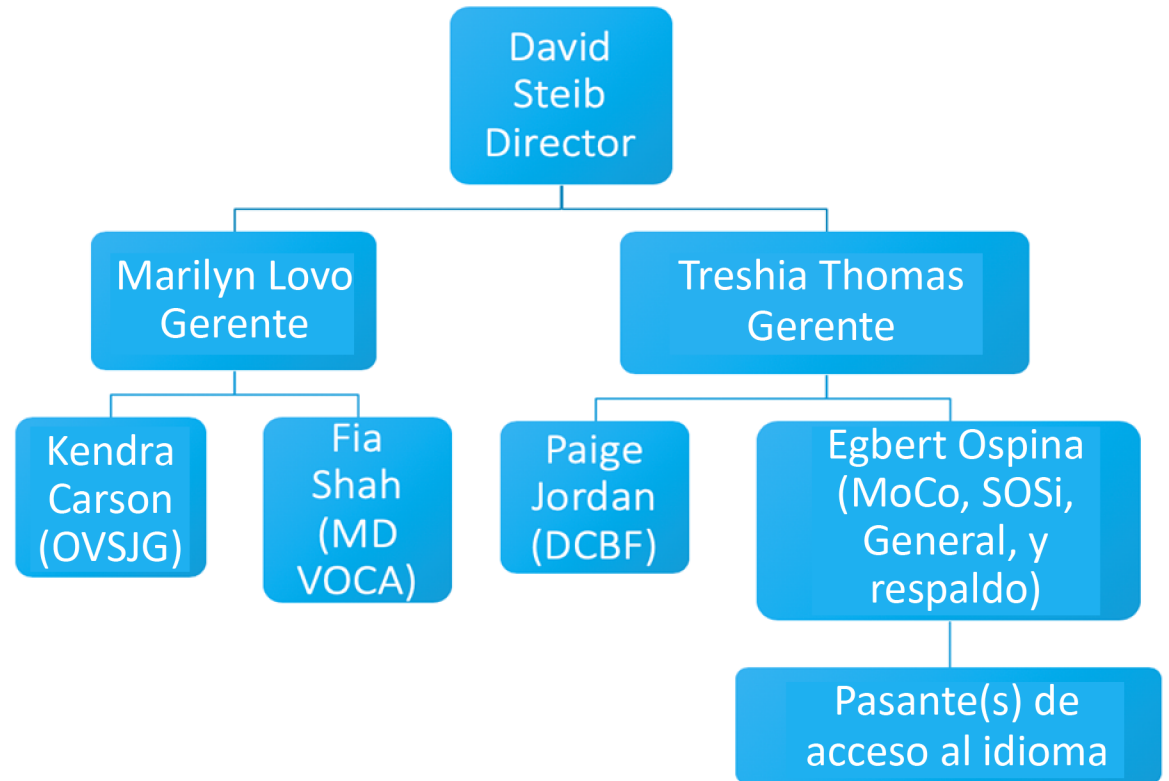 David
Steib
Director
Marilyn Lovo
Gerente
Treshia Thomas
Gerente
Kendra
Carson
(OVSJG)
Fia
Shah
(MD
VOCA)
Paige
Jordan
(DCBF)
Egbert Ospina
(MoCo, SOSi,
General, y
respaldo)
Pasante(s) de
acceso al idioma